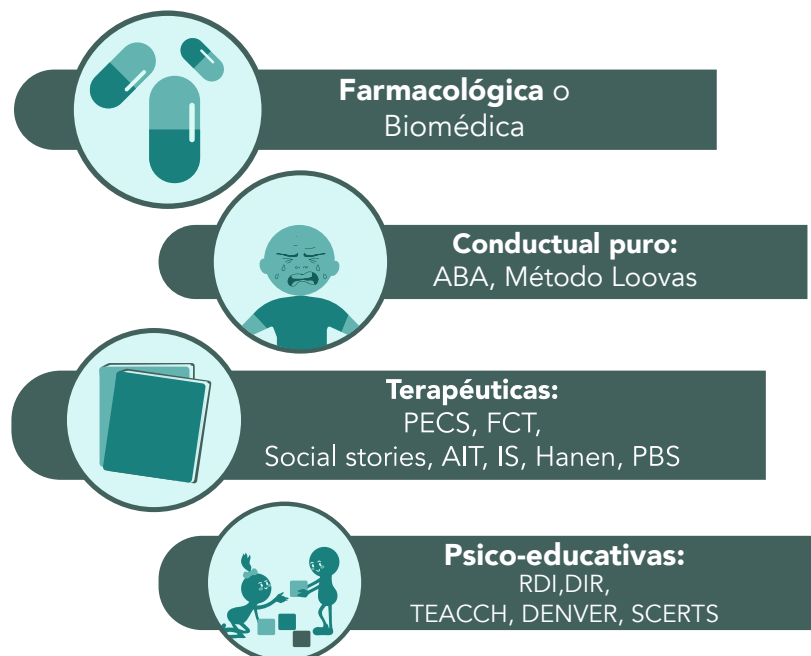 Farmacológica o
Biomédica
Conductual puro:
ABA, Método Loovas
Terapéuticas:
PECS, FCT,
Social stories, AIT, IS, Hanen, PBS
Psico-educativas:
RDI,DIR,
TEACCH, DENVER, SCERTS